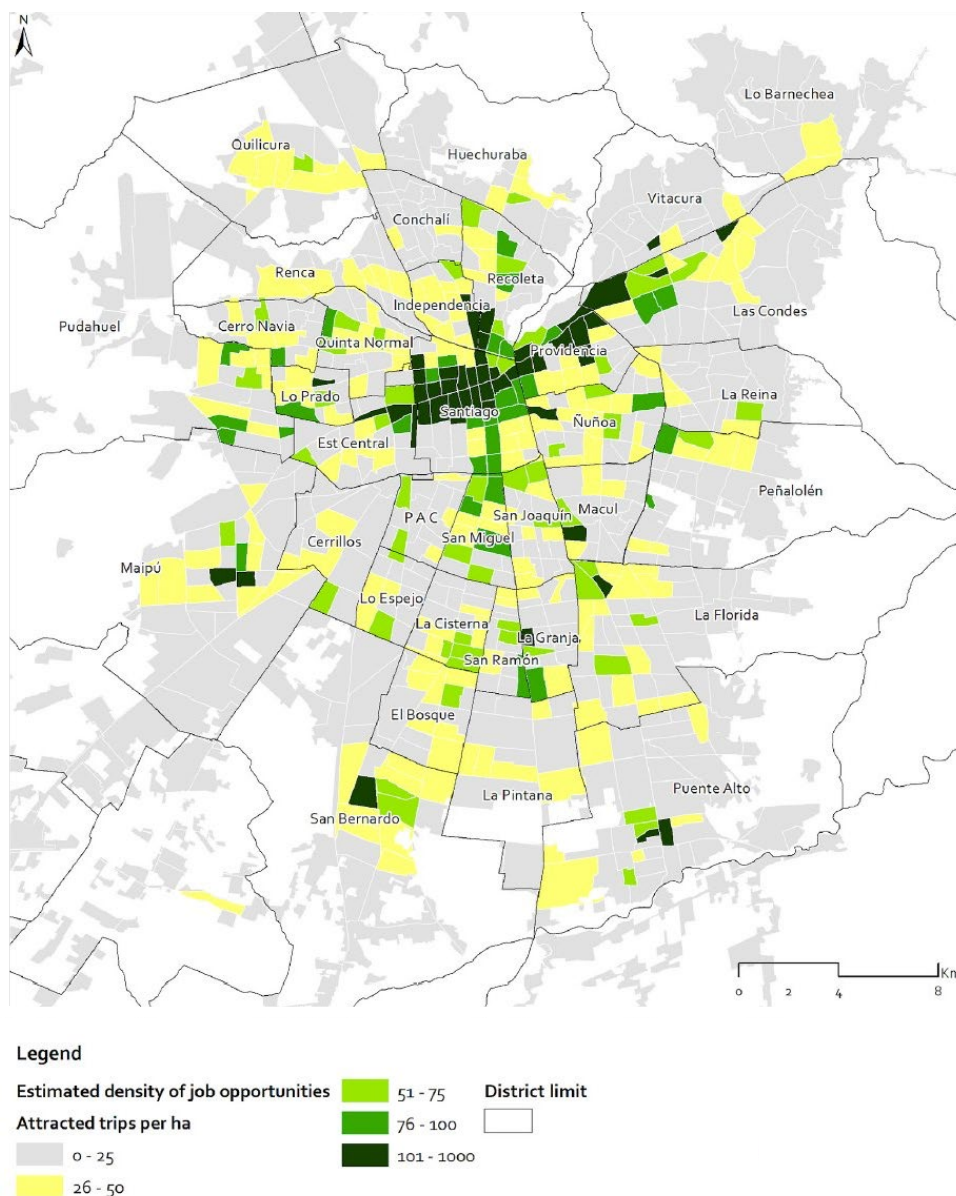 N
Lo Barnechea
Quilicura
Huechuraba
Vitacura
Conchalí
Renca
Recoleta
Independencia
Pudahuel
Cerro Navia
Las Condes
Quinta Normal
Providencia
Lo Prado
La Reina
Santiago
Ñuñoa
Est Central
Peñalolén
PAC
San Joaquín
Macul
San Miguel
Cerrillos
Maipú
Lo Espejo
La Florida
La Cisterna
La Granja
San Ramón
El Bosque
Puente Alto
La Pintana
San Bernardo
Km
0 2 4 8
Legend
Estimated density of job opportunities
Attracted trips per ha
0 - 25
26 - 50
51 - 75
76 - 100
101 - 1000
District limit